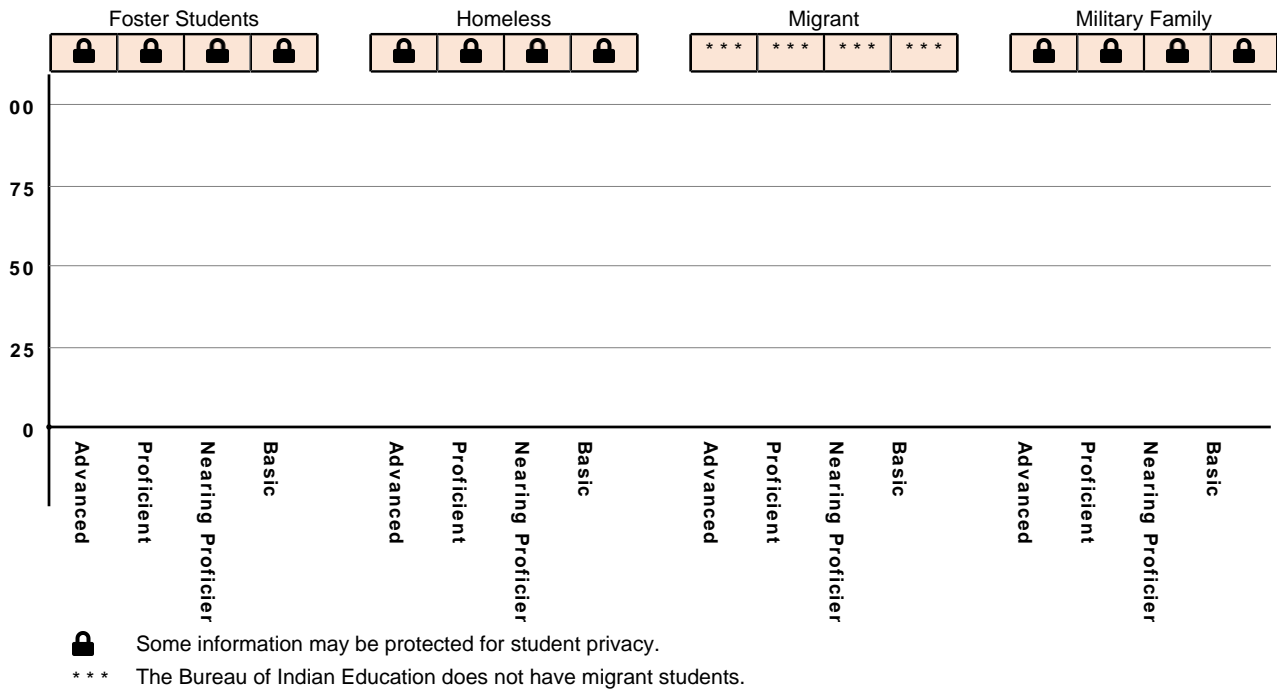 Foster Students Homeless Migrant Military Family
* * * * * * * * * * * *
00
75
50
25
0
Advanced Proficient Nearing Proficier Basic Advanced Proficient Nearing Proficier Basic Advanced Proficient Nearing Proficier Basic Advanced Proficient Nearing Proficier Basic
Some information may be protected for student privacy.
* * * The Bureau of Indian Education does not have migrant students.